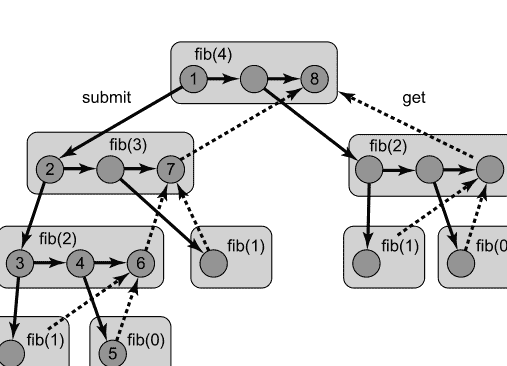 fib(4)
1
8
submit
get
fib(3)
fib(2)
2
7
fib(2)
fib(1)
fib(1)
fib(0
3
4
6
fib(1)
fib(0)
5